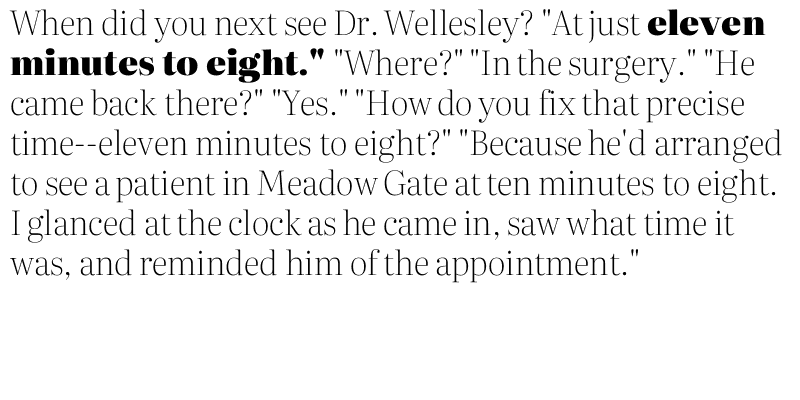 When did you next see Dr. Wellesley? "At just eleven
minutes to eight." "Where?" "In the surgery." "He
came back there?" "Yes." "How do you fix that precise
time--eleven minutes to eight?" "Because he'd arranged
to see a patient in Meadow Gate at ten minutes to eight.
I glanced at the clock as he came in, saw what time it
was, and reminded him of the appointment."